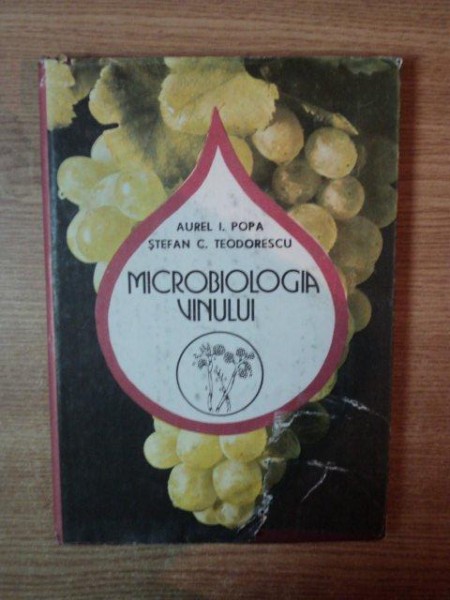 AUREL I. POPA
ȘTEFAN C. TEODORESCU
MICROBIOLOGIA
VINULUI